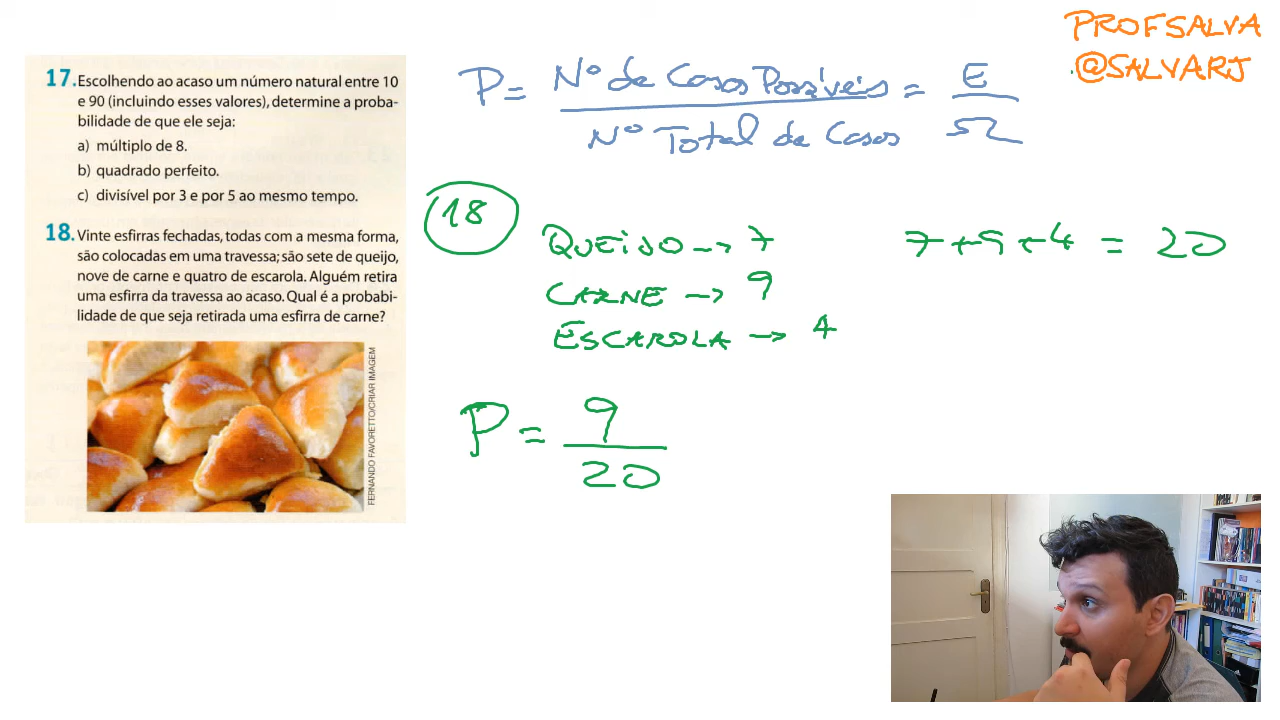 PROFSALVA
@SALVARJ
17. Escolhendo ao acaso um número natural entre 10
e 90 (incluindo esses valores), determine a proba-
bilidade de que ele seja:
a) múltiplo de 8.
b) quadrado perfeito.
c) divisível por 3 e por 5 ao mesmo tempo.
18. Vinte esfirras fechadas, todas com a mesma forma,
são colocadas em uma travessa; são sete de queijo,
nove de carne e quatro de escarola. Alguém retira
uma esfirra da travessa ao acaso. Qual é a probabi-
lidade de que seja retirada uma esfirra de carne?
FERNANDO FAVORETTO/CRIAR IMAGEM
P = Nº de Casos Possíveis = E
Nº Total de Casos Ω
18
QUEIJO → 7 7+9+4 = 20
CARNE → 9
ESCAROLA → 4
P = 9
20